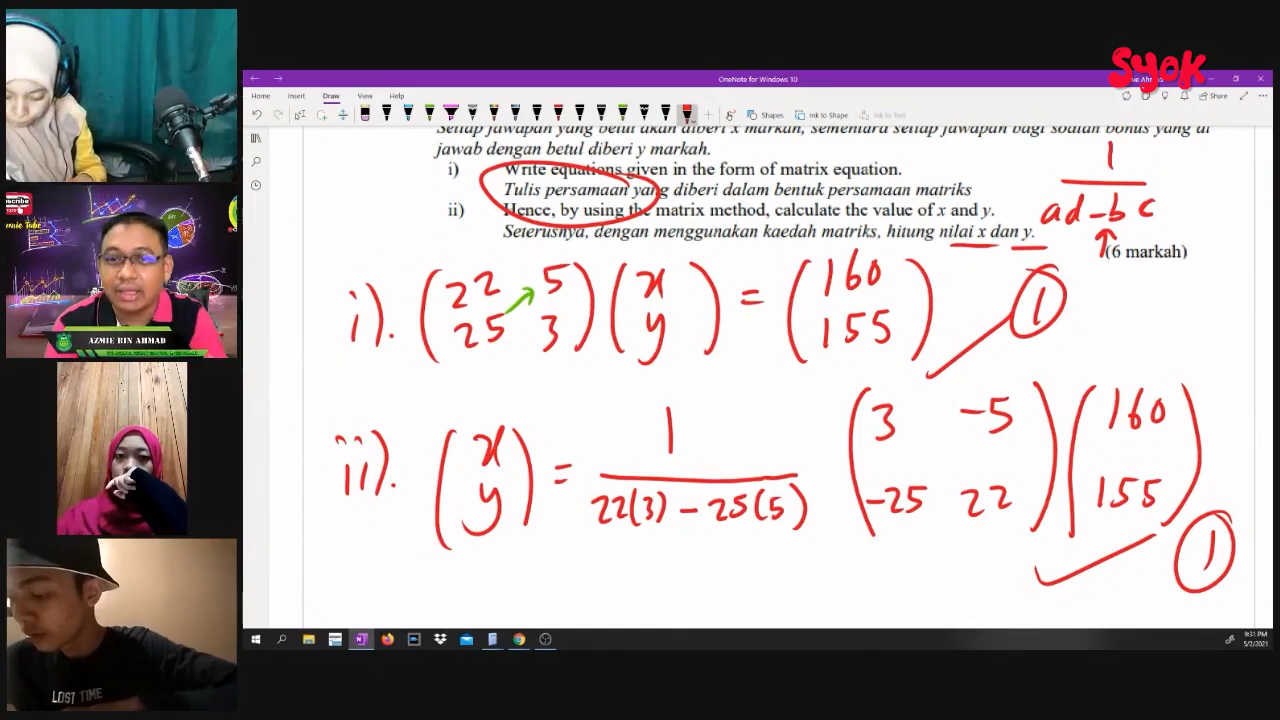 syok
OneNote for Windows 10
Home Insert Draw View Help
Share
Shapes Ink to Shape Ink to Text
Setiap jawapan yang betul akan diberi x markah, sementara setiap jawapan bagi soalan bonus yang di
jawab dengan betul diberi y markah.
i) Write equations given in the form of matrix equation.
Tulis persamaan yang diberi dalam bentuk persamaan matriks
ii) Hence, by using the matrix method, calculate the value of x and y.
Seterusnya, dengan menggunakan kaedah matriks, hitung nilai x dan y.
(6 markah)
1
ad-bc
i). (22 5 (x = (160
25 3) y) 155) 1
ii). (x = 1 (3 -5 (160
y) 22(3) - 25(5) -25 22) 155) 1
AZMIE BIN AHMAD
LOST TIME
9:31 PM
5/2/2021